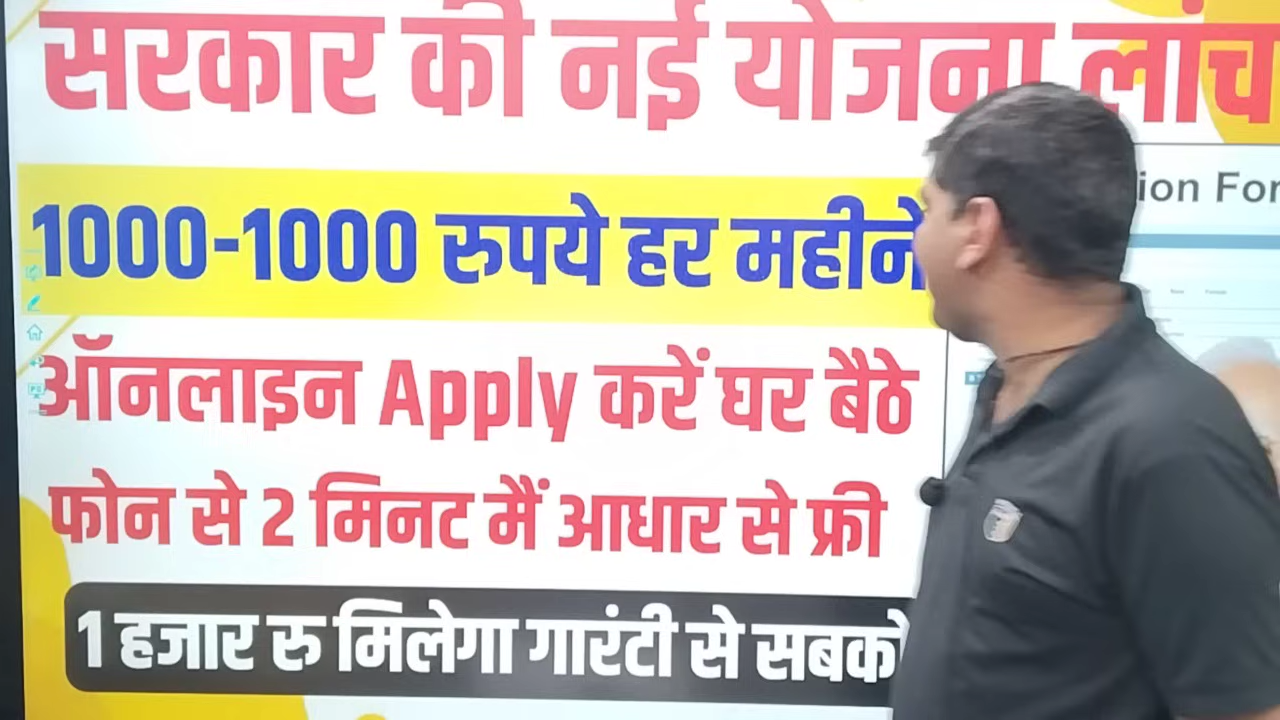 सरकार की नई योजना लांच
1000-1000 रुपये हर महीने
ऑनलाइन Apply करें घर बैठे
फोन से 2 मिनट मैं आधार से फ्री
1 हजार रु मिलेगा गारंटी से सबको